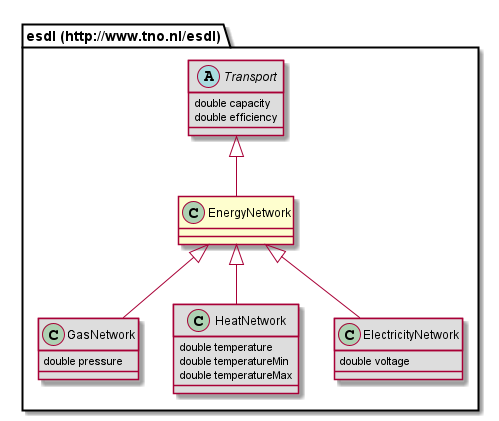 esdl (http://www.tno.nl/esdl)
A Transport
double capacity
double efficiency
C EnergyNetwork
C GasNetwork
double pressure
C HeatNetwork
double temperature
double temperatureMin
double temperatureMax
C ElectricityNetwork
double voltage